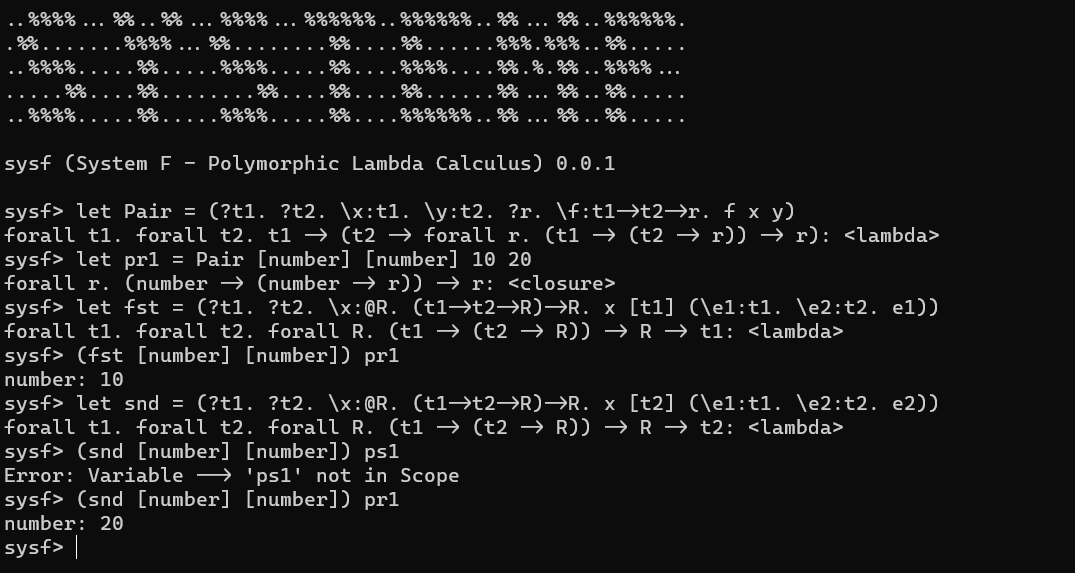 ..%%%%...%%..%%...%%%%...%%%%%%..%%%%%%..%%...%%..%%%%%%.
.%%.......%%%%...%%........%%....%%......%%%.%%%..%%.....
..%%%%.....%%.....%%%%.....%%....%%%%....%%.%.%%..%%%%...
.....%%....%%........%%....%%....%%......%%...%%..%%.....
..%%%%.....%%.....%%%%.....%%....%%%%%%..%%...%%..%%.....
sysf (System F - Polymorphic Lambda Calculus) 0.0.1
sysf> let Pair = (?t1. ?t2. \x:t1. \y:t2. ?r. \f:t1->t2->r. f x y)
forall t1. forall t2. t1 -> (t2 -> forall r. (t1 -> (t2 -> r)) -> r): <lambda>
sysf> let pr1 = Pair [number] [number] 10 20
forall r. (number -> (number -> r)) -> r: <closure>
sysf> let fst = (?t1. ?t2. \x:@R. (t1->t2->R)->R. x [t1] (\e1:t1. \e2:t2. e1))
forall t1. forall t2. forall R. (t1 -> (t2 -> R)) -> R -> t1: <lambda>
sysf> (fst [number] [number]) pr1
number: 10
sysf> let snd = (?t1. ?t2. \x:@R. (t1->t2->R)->R. x [t2] (\e1:t1. \e2:t2. e2))
forall t1. forall t2. forall R. (t1 -> (t2 -> R)) -> R -> t2: <lambda>
sysf> (snd [number] [number]) ps1
Error: Variable --> 'ps1' not in Scope
sysf> (snd [number] [number]) pr1
number: 20
sysf>